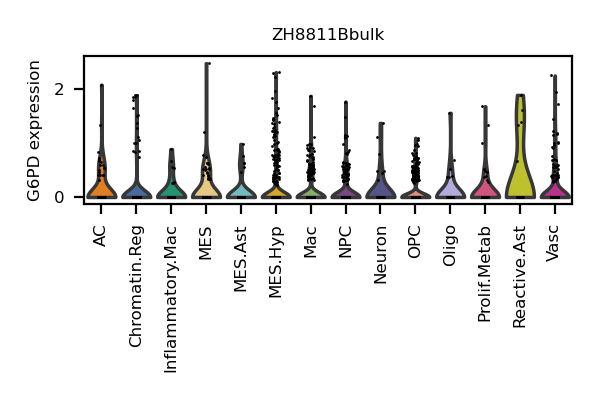 ZH8811Bbulk
G6PD expression
2
0
AC
Chromatin.Reg
Inflammatory.Mac
MES
MES.Ast
MES.Hyp
Mac
NPC
Neuron
OPC
Oligo
Prolif.Metab
Reactive.Ast
Vasc